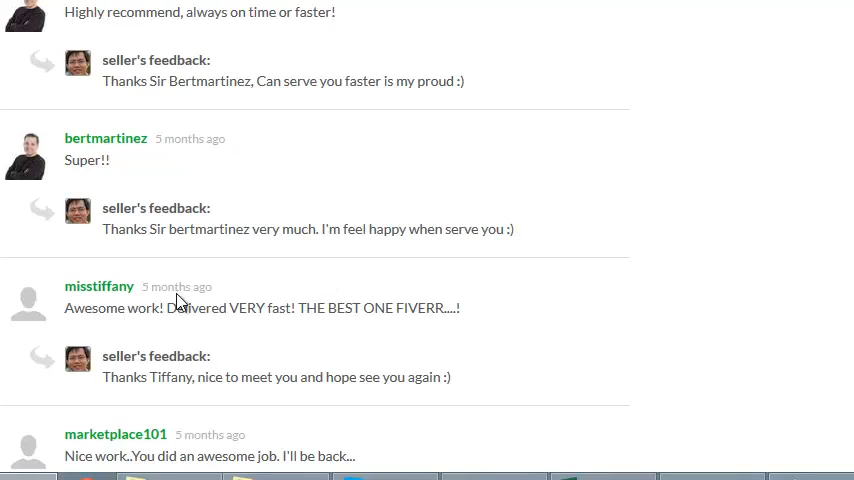 Highly recommend, always on time or faster!
seller's feedback:
Thanks Sir Bertmartinez, Can serve you faster is my proud :)
bertmartinez 5 months ago
Super!!
seller's feedback:
Thanks Sir bertmartinez very much. I'm feel happy when serve you :)
misstiffany 5 months ago
Awesome work! Delivered VERY fast! THE BEST ONE FIVERR....!
seller's feedback:
Thanks Tiffany, nice to meet you and hope see you again :)
marketplace101 5 months ago
Nice work..You did an awesome job. I'll be back...